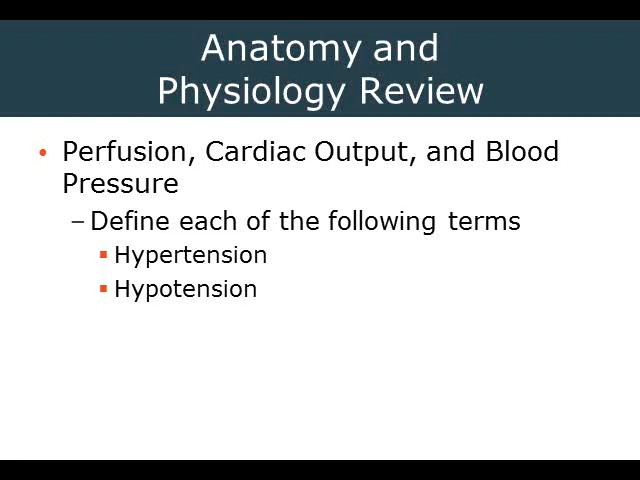 Anatomy and
Physiology Review
• Perfusion, Cardiac Output, and Blood
Pressure
– Define each of the following terms
▪ Hypertension
▪ Hypotension